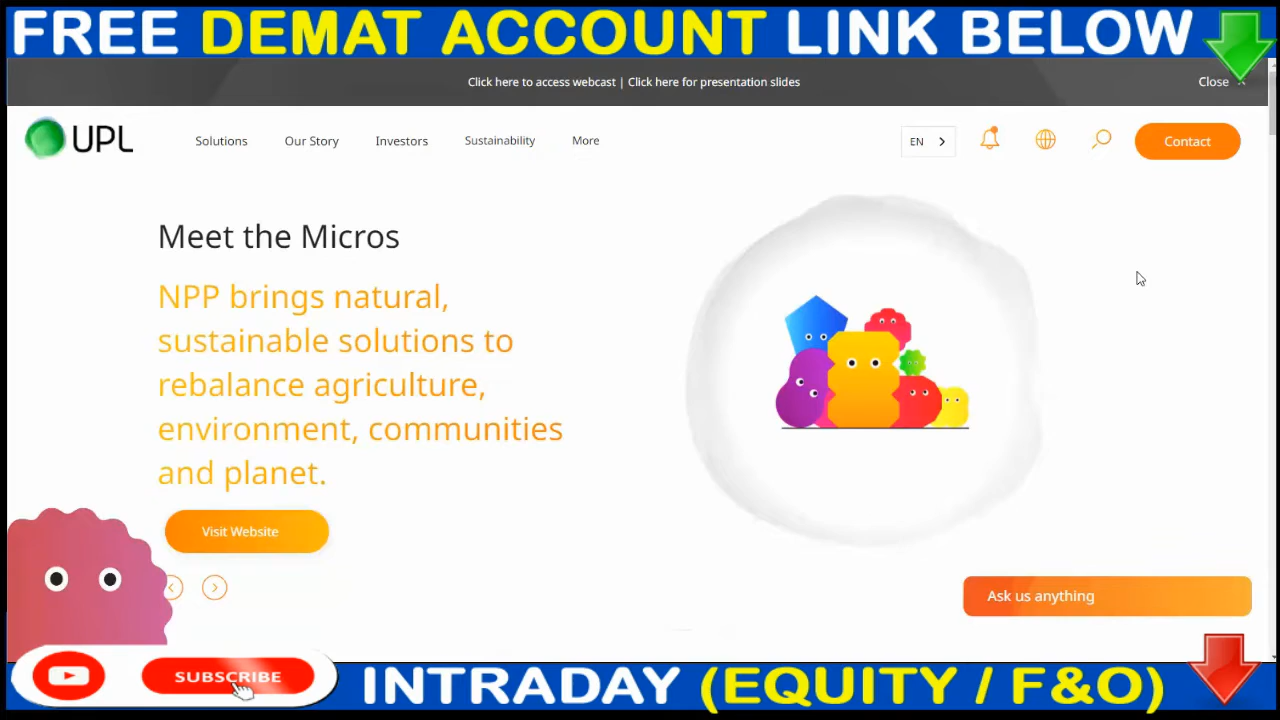 FREE DEMAT ACCOUNT LINK BELOW
Click here to access webcast | Click here for presentation slides
Close
UPL
Solutions
Our Story
Investors
Sustainability
More
EN
Contact
Meet the Micros
NPP brings natural,
sustainable solutions to
rebalance agriculture,
environment, communities
and planet.
Visit Website
Ask us anything
SUBSCRIBE
INTRADAY (EQUITY / F&O)